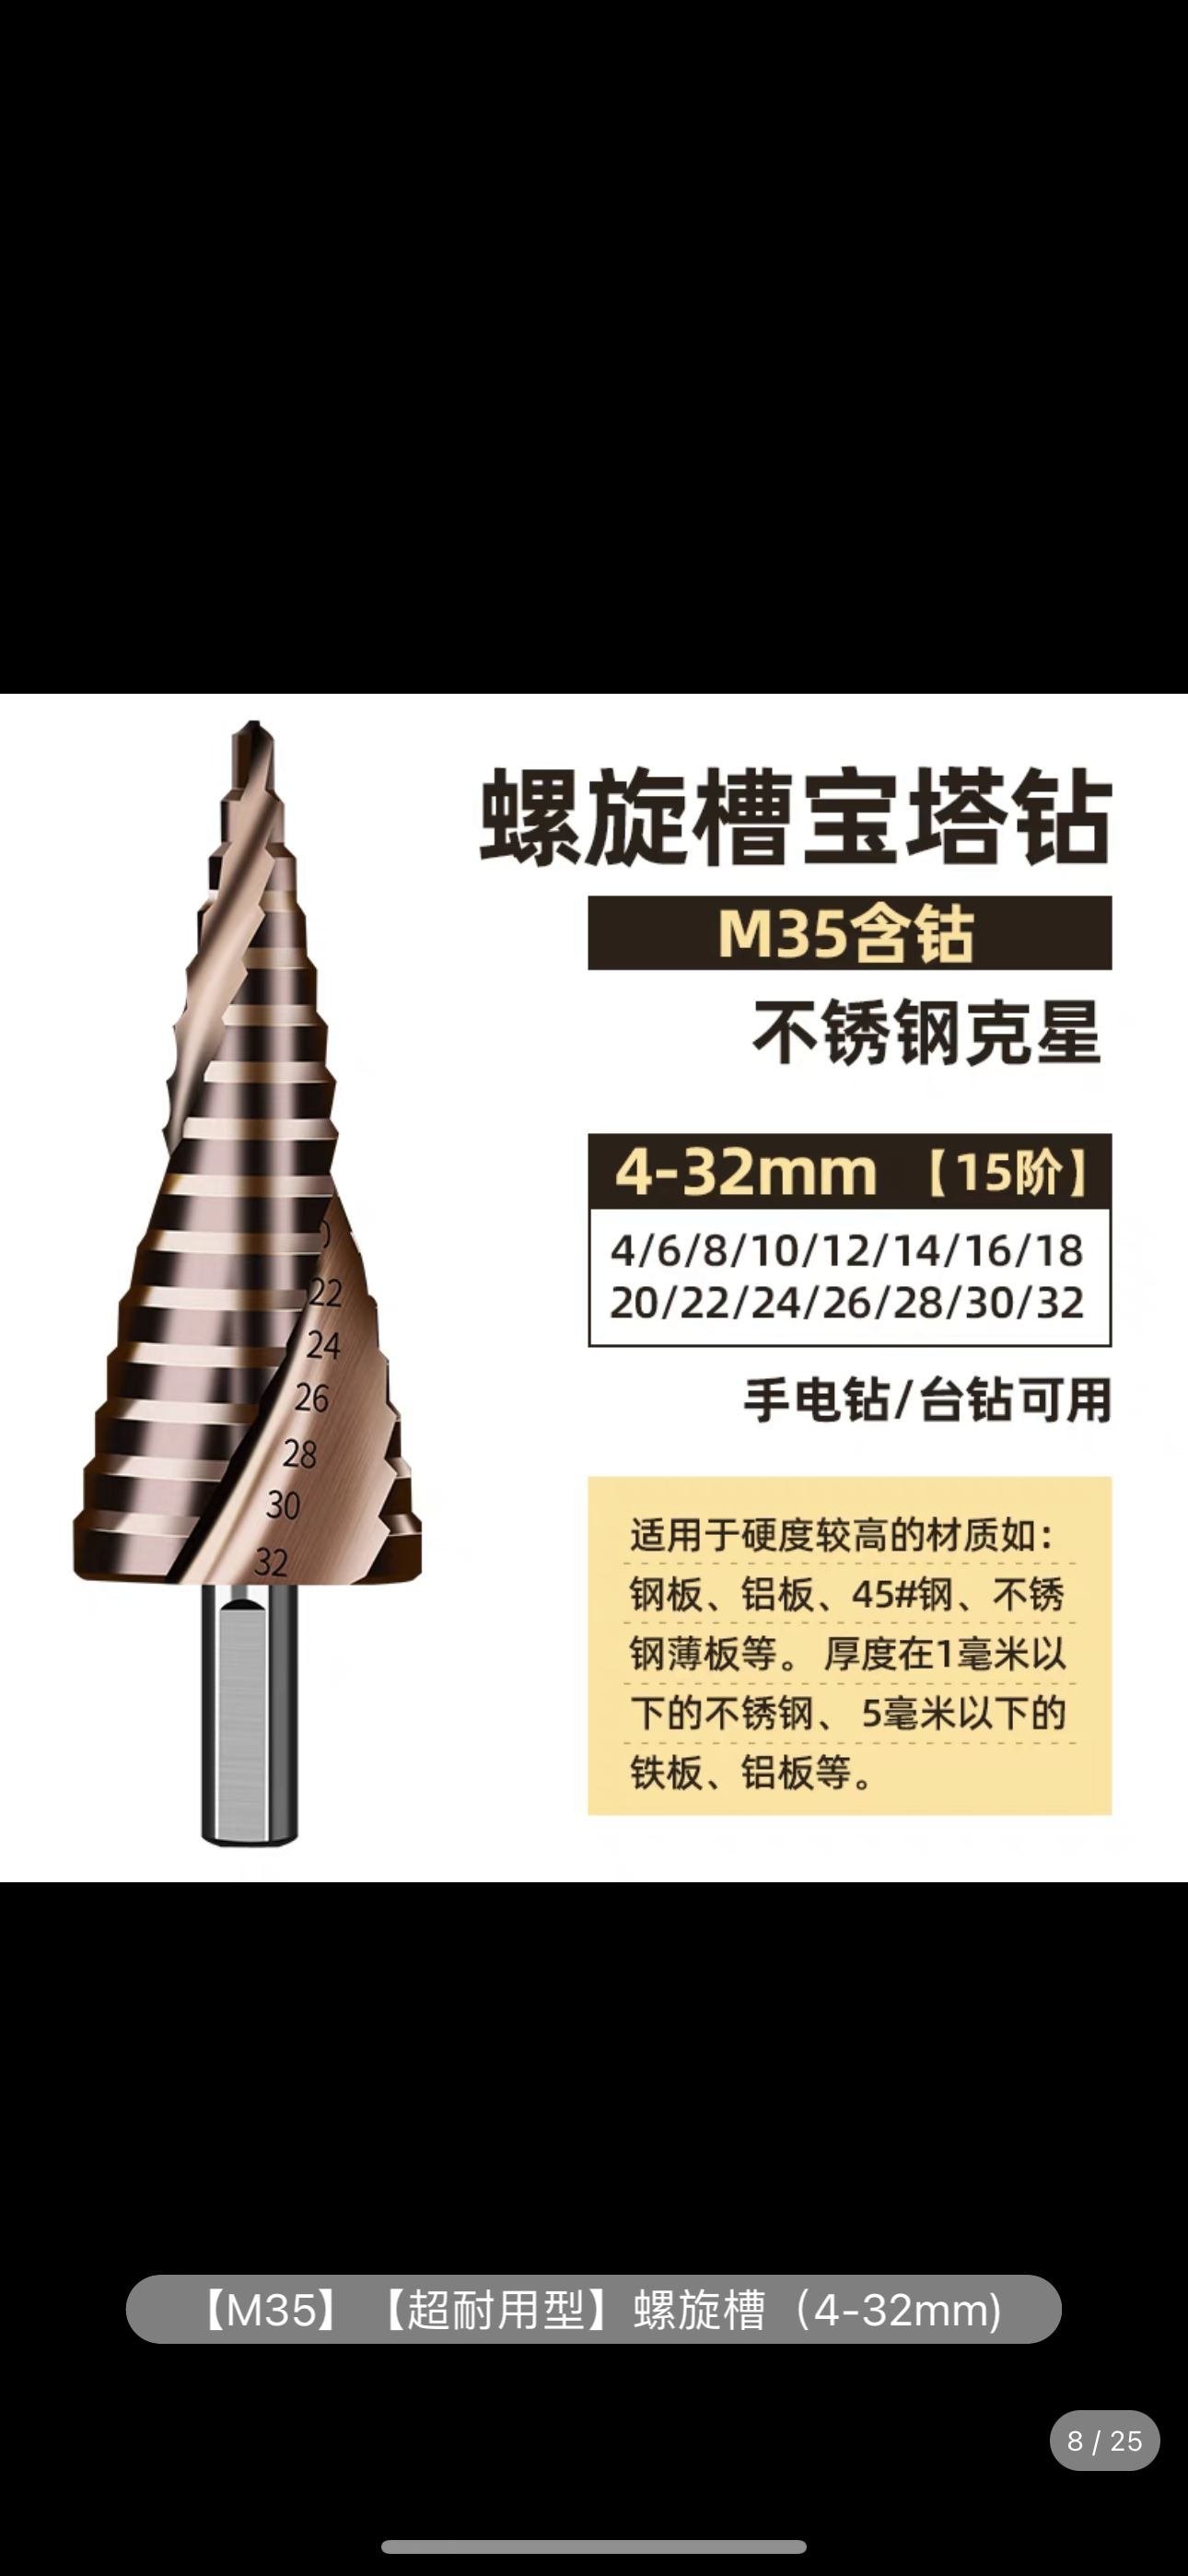 螺旋槽宝塔钻
M35含钴
不锈钢克星
4-32mm 【15阶】
4/6/8/10/12/14/16/18
20/22/24/26/28/30/32
手电钻/台钻可用
适用于硬度较高的材质如：
钢板、铝板、45#钢、不锈
钢薄板等。 厚度在1毫米以
下的不锈钢、 5毫米以下的
铁板、铝板等。
22
24
26
28
30
32
【M35】【超耐用型】螺旋槽（4-32mm)
8 / 25